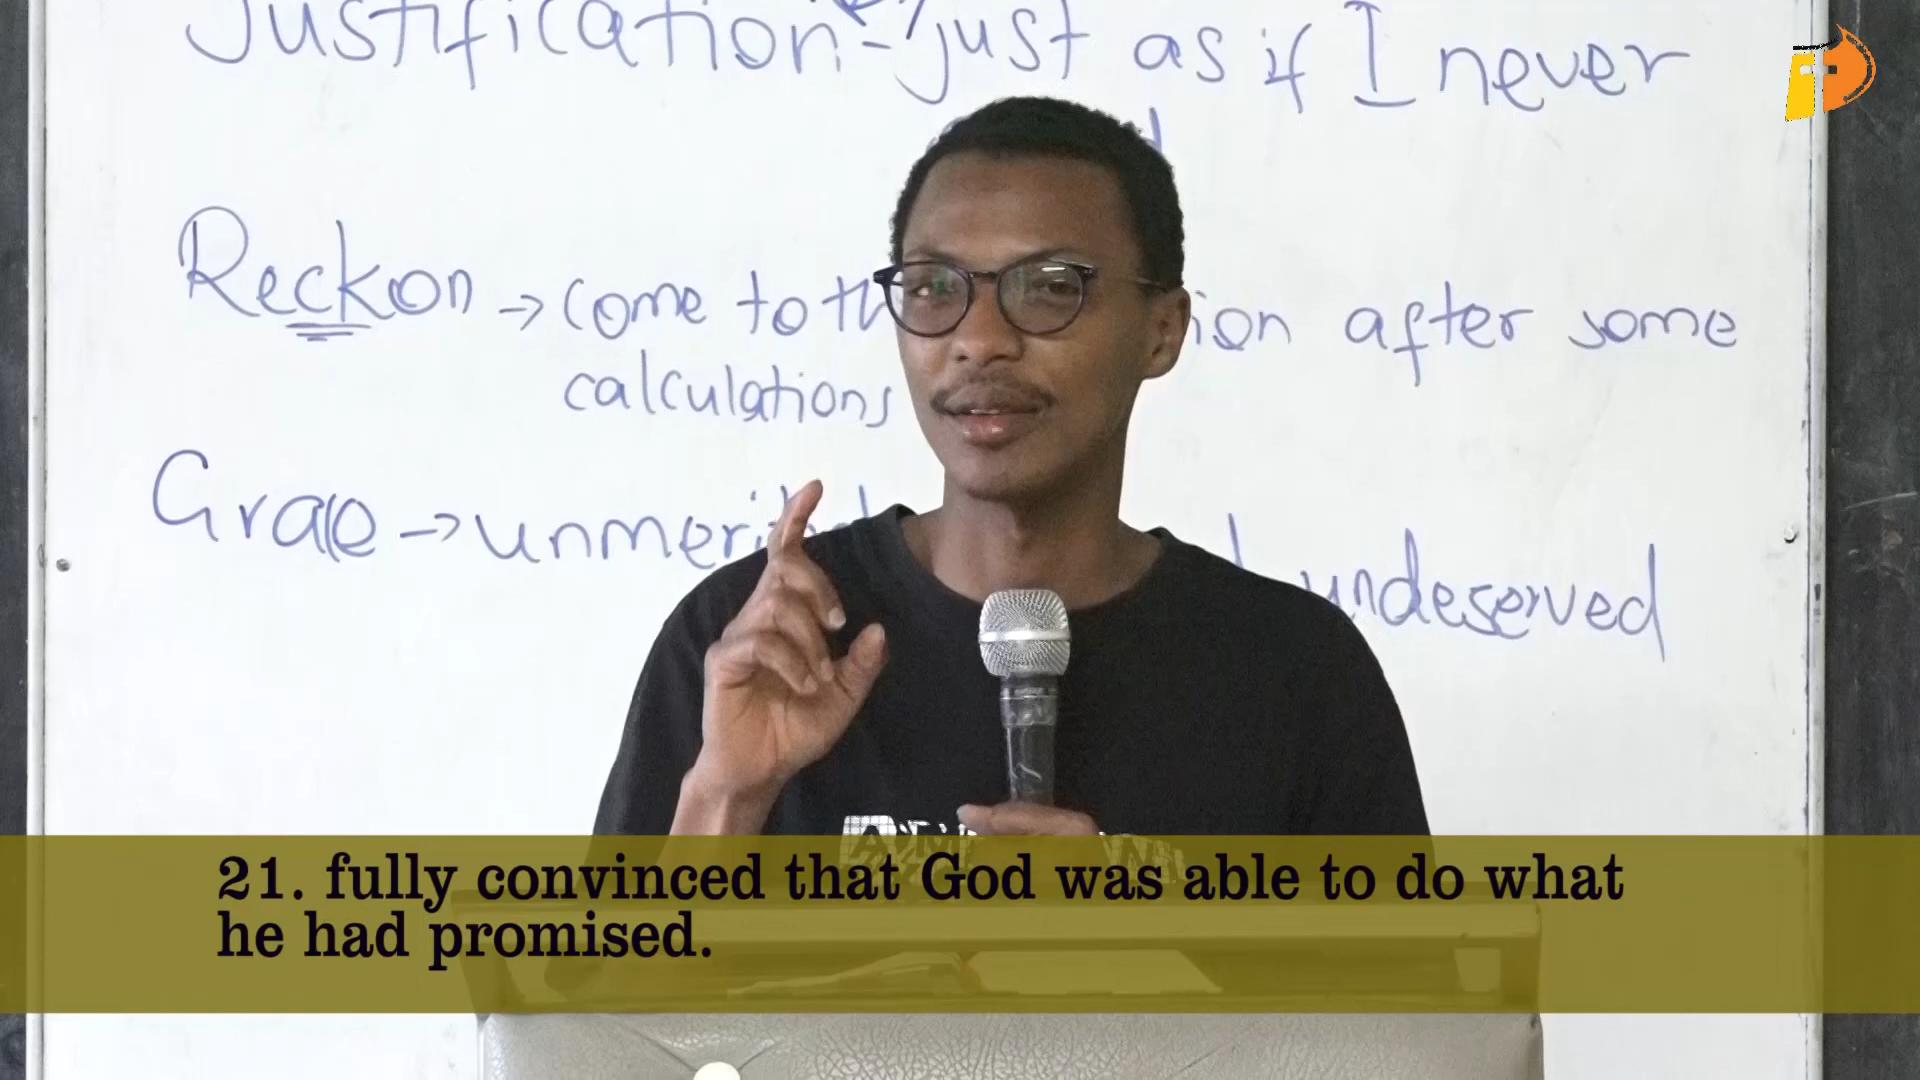 Justification - just as if I never
Reckon → come to th ion after some
calculations
Grace → unmerited undeserved
21. fully convinced that God was able to do what
he had promised.